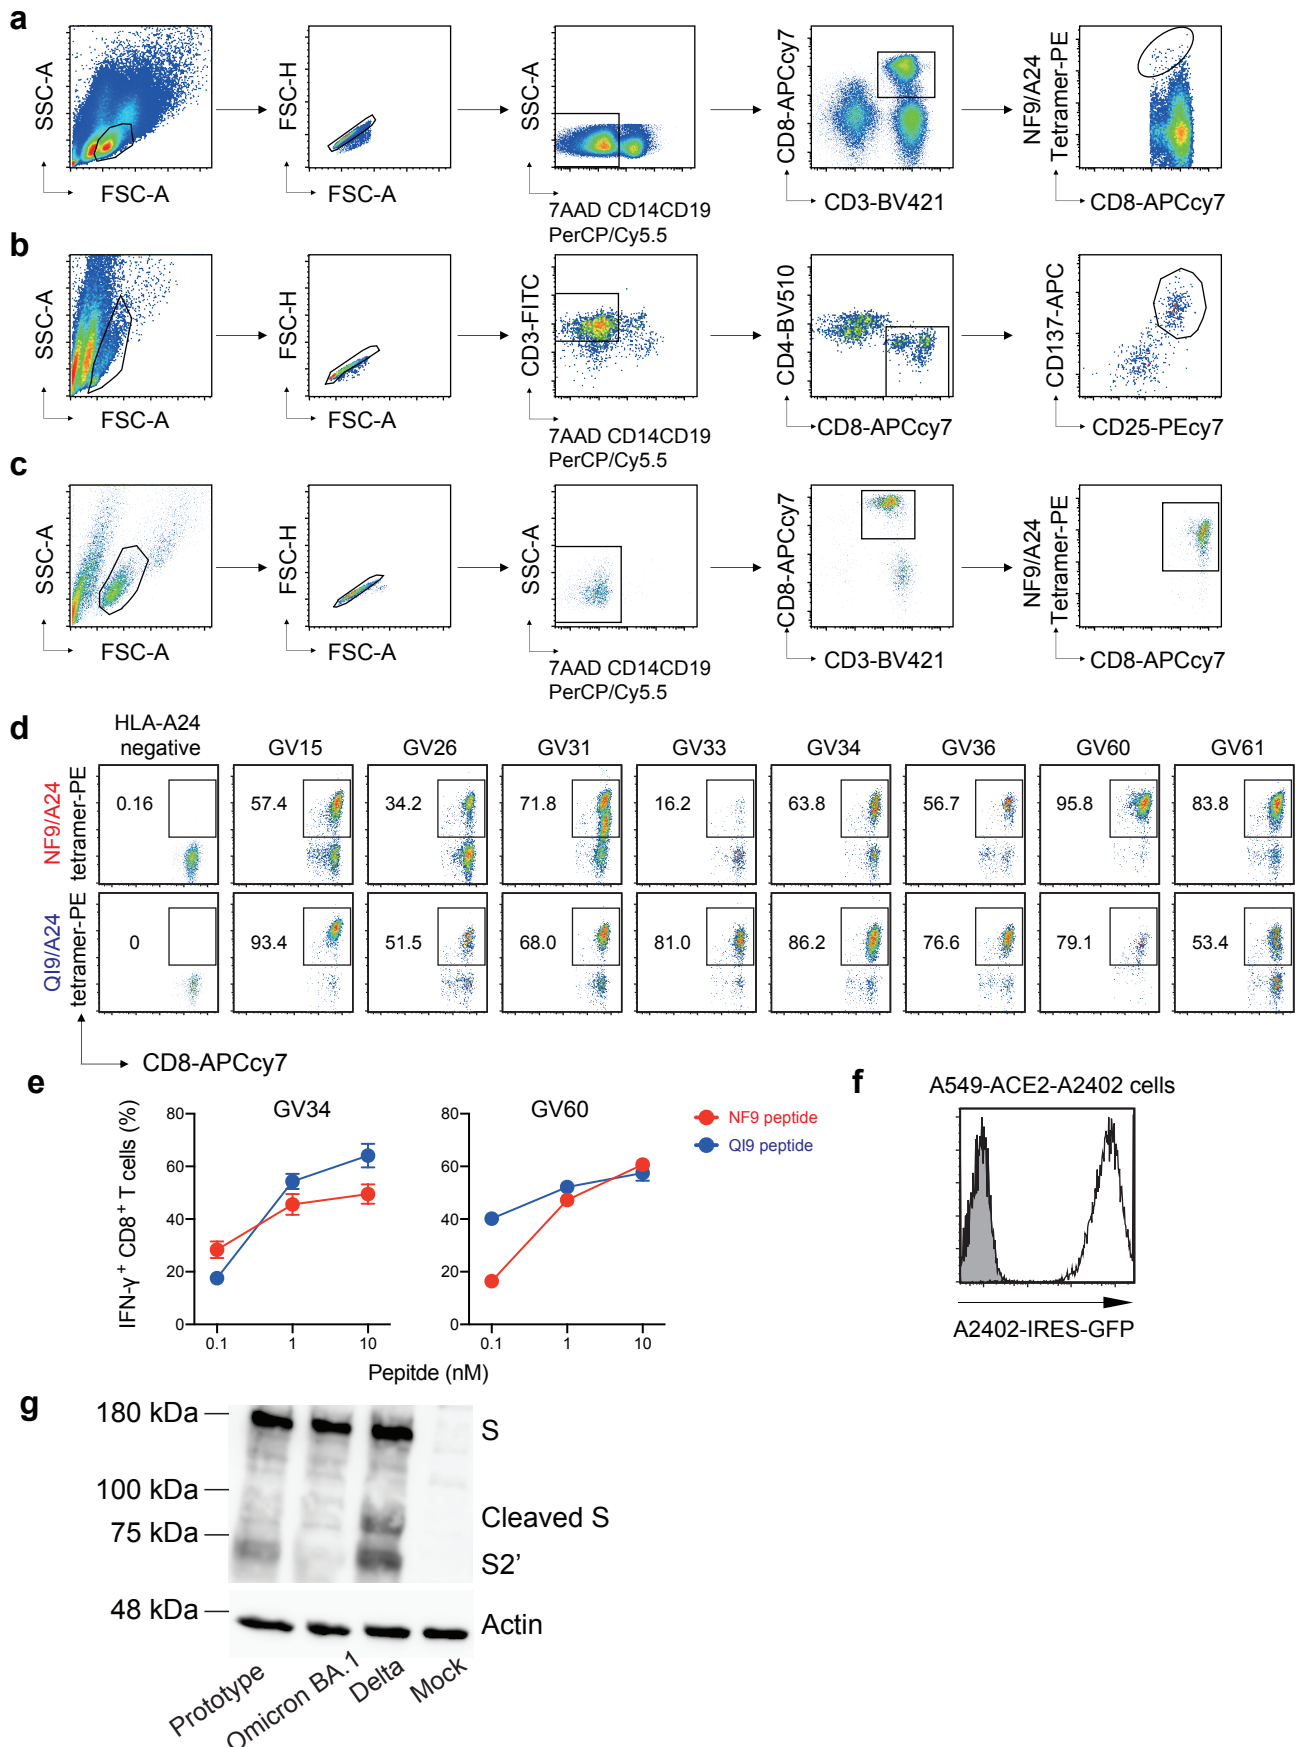 a
SSC-A
FSC-A
FSC-H
FSC-A
SSC-A
7AAD CD14CD19
PerCP/Cy5.5
CD8-APCcy7
CD3-BV421
NF9/A24
Tetramer-PE
CD8-APCcy7
b
SSC-A
FSC-A
FSC-H
FSC-A
CD3-FITC
7AAD CD14CD19
PerCP/Cy5.5
CD4-BV510
CD8-APCcy7
CD137-APC
CD25-PEcy7
c
SSC-A
FSC-A
FSC-H
FSC-A
SSC-A
7AAD CD14CD19
PerCP/Cy5.5
CD8-APCcy7
CD3-BV421
NF9/A24
Tetramer-PE
CD8-APCcy7
d
HLA-A24
negative
GV15
GV26
GV31
GV33
GV34
GV36
GV60
GV61
NF9/A24
tetramer-PE
0.16
57.4
34.2
71.8
16.2
63.8
56.7
95.8
83.8
QI9/A24
tetramer-PE
0
93.4
51.5
68.0
81.0
86.2
76.6
79.1
53.4
CD8-APCcy7
e
GV34
IFN-γ+ CD8+ T cells (%)
80
60
40
20
0
0.1
1
10
GV60
80
60
40
20
0
0.1
1
10
Pepitde (nM)
NF9 peptide
QI9 peptide
f
A549-ACE2-A2402 cells
A2402-IRES-GFP
g
180 kDa
100 kDa
75 kDa
48 kDa
S
Cleaved S
S2’
Actin
Prototype
Omicron BA.1
Delta
Mock